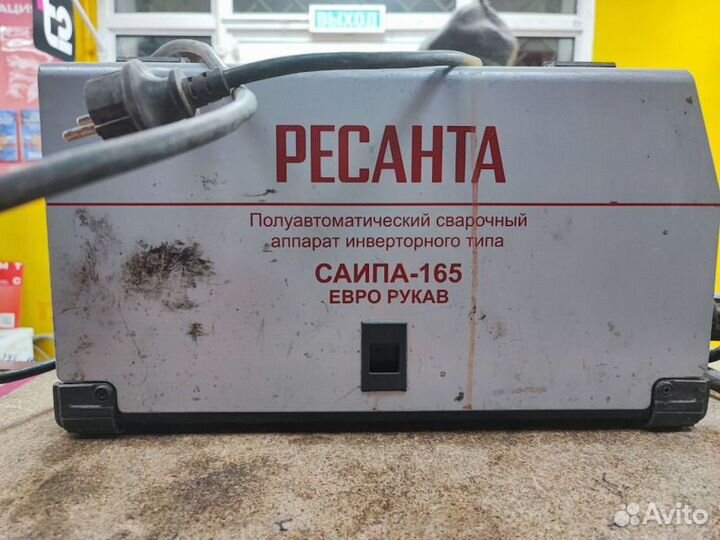 ВЫХОД
РЕСАНТА
Полуавтоматический сварочный
аппарат инверторного типа
САИПА-165
ЕВРО РУКАВ
Avito